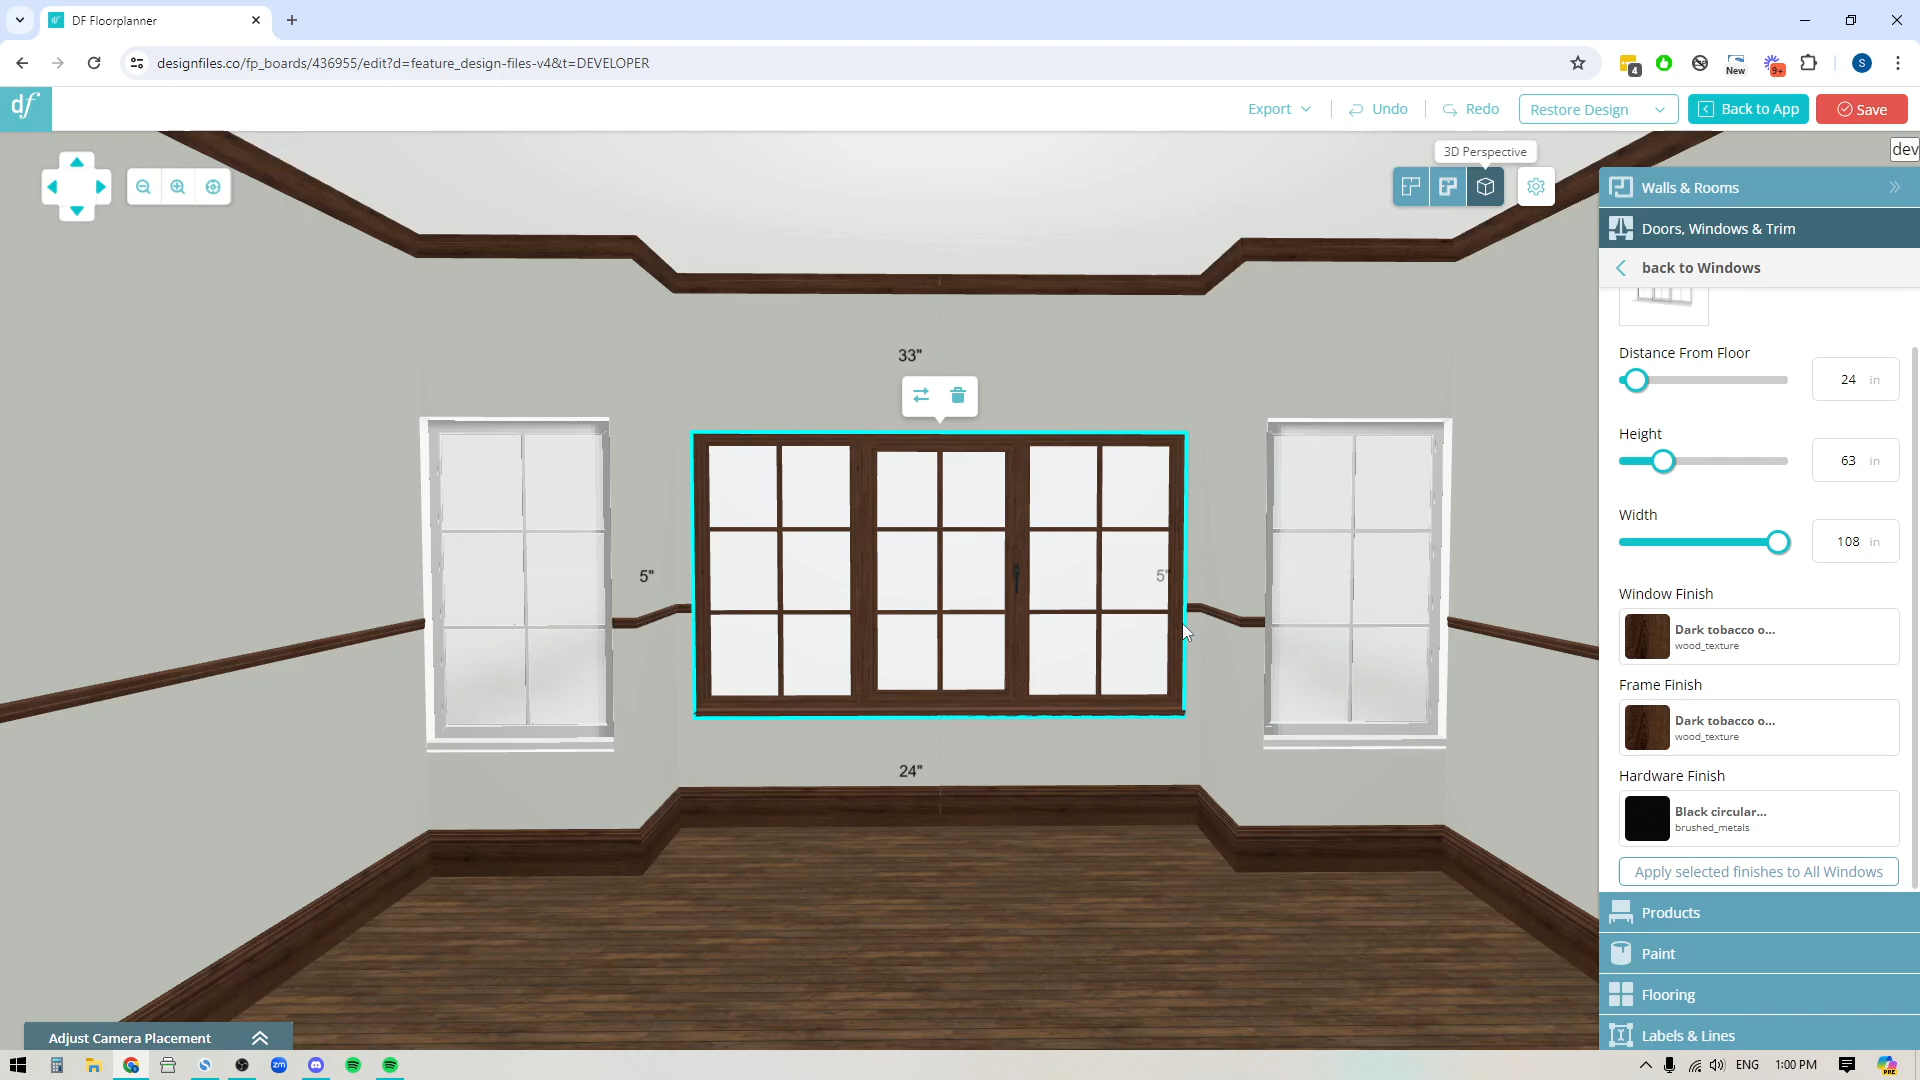 DF Floorplanner
designfiles.co/fp_boards/436955/edit?d=feature_design-files-v4&t=DEVELOPER
4
New
9+
S
df
Export
Undo
Redo
Restore Design
Back to App
Save
3D Perspective
dev
Walls & Rooms
Doors, Windows & Trim
back to Windows
Distance From Floor
24 in
Height
63 in
Width
108 in
Window Finish
Dark tobacco o...
wood_texture
Frame Finish
Dark tobacco o...
wood_texture
Hardware Finish
Black circular...
brushed_metals
Apply selected finishes to All Windows
Products
Paint
Flooring
Labels & Lines
33"
5"
5"
24"
Adjust Camera Placement
zm
ENG
1:00 PM
PRE